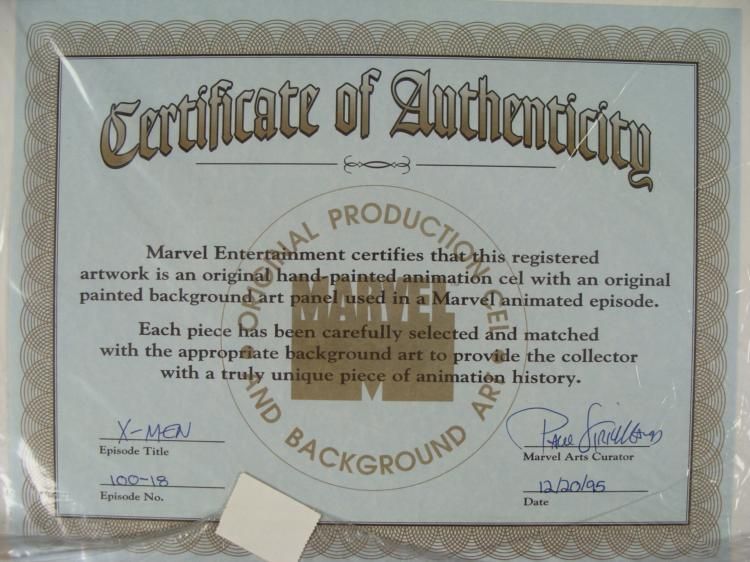 Certificate of Authenticity
ORIGINAL PRODUCTION CEL
AND BACKGROUND ART
MARVEL
Marvel Entertainment certifies that this registered
artwork is an original hand-painted animation cel with an original
painted background art panel used in a Marvel animated episode.
Each piece has been carefully selected and matched
with the appropriate background art to provide the collector
with a truly unique piece of animation history.
X-MEN
Episode Title
Paul
Marvel Arts Curator
100-18
Episode No.
12/20/95
Date